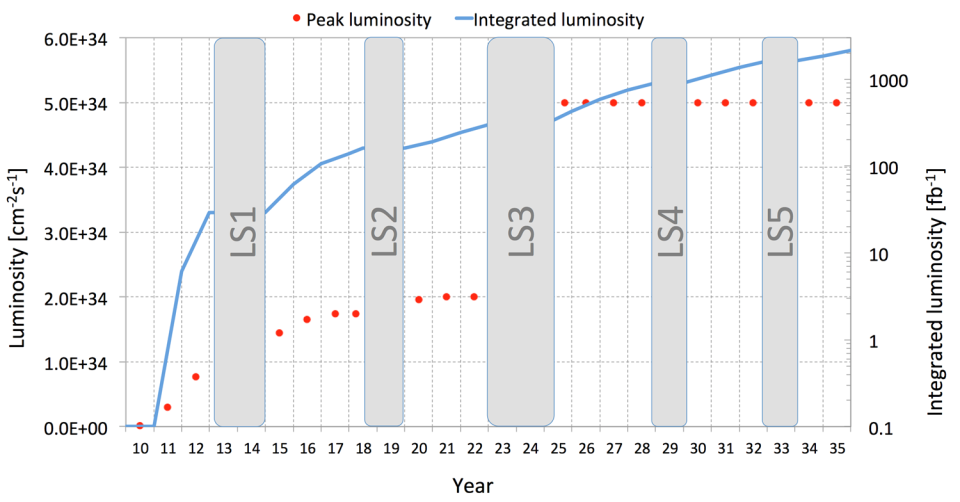 Peak luminosity Integrated luminosity
6.0E+34
5.0E+34
4.0E+34
3.0E+34
2.0E+34
1.0E+34
0.0E+00
Luminosity [cm-2s-1]
LS1
LS2
LS3
LS4
LS5
1000
100
10
1
0.1
Integrated luminosity [fb-1]
10 11 12 13 14 15 16 17 18 19 20 21 22 23 24 25 26 27 28 29 30 31 32 33 34 35
Year